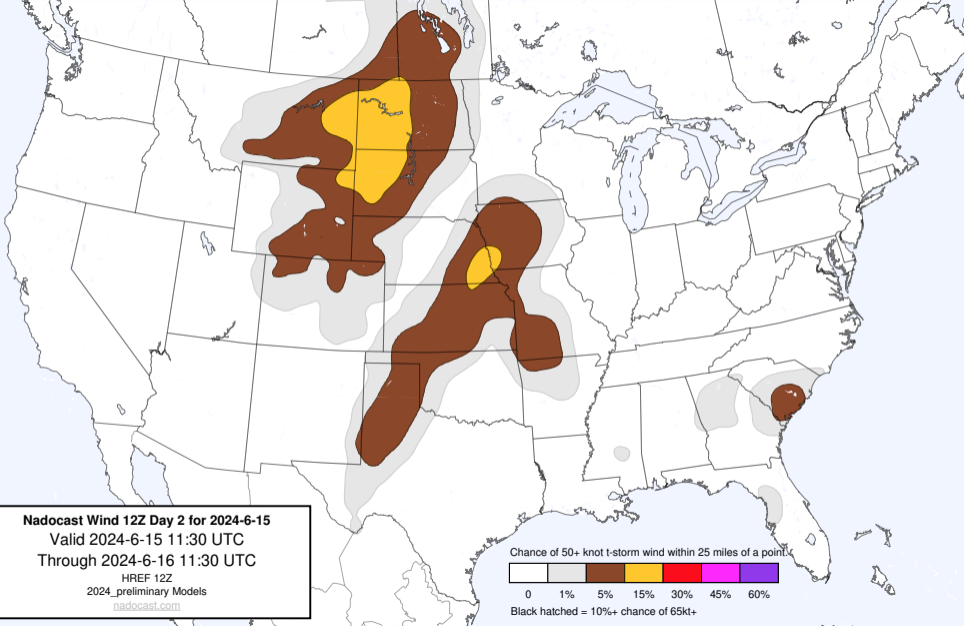 Nadocast Wind 12Z Day 2 for 2024-6-15
Valid 2024-6-15 11:30 UTC
Through 2024-6-16 11:30 UTC
HREF 12Z
2024_preliminary Models
nadocast.com
Chance of 50+ knot t-storm wind within 25 miles of a point.
0 1% 5% 15% 30% 45% 60%
Black hatched = 10%+ chance of 65kt+